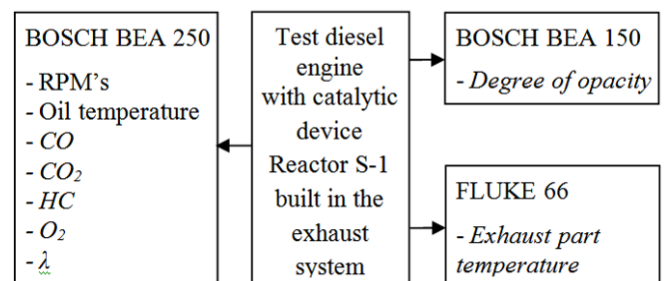 BOSCH BEA 250
- RPM's
- Oil temperature
- CO
- CO₂
- HC
- O₂
- λ
Test diesel
engine
with catalytic
device
Reactor S-1
built in the
exhaust
system
BOSCH BEA 150
- Degree of opacity
FLUKE 66
- Exhaust part
temperature